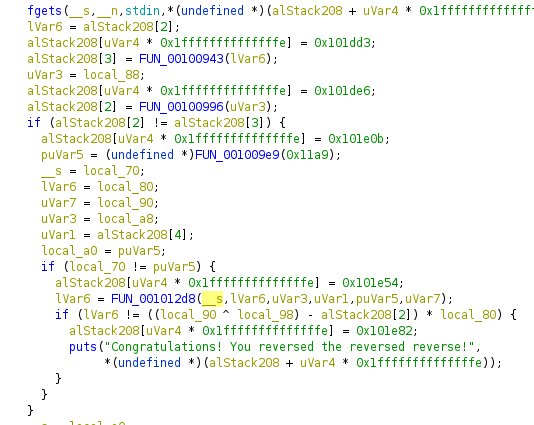 fgets(__s,__n,stdin,*(undefined *)(alStack208 + uVar4 * 0x1ffffffffffffff
lVar6 = alStack208[2];
alStack208[uVar4 * 0x1ffffffffffffffe] = 0x101dd3;
alStack208[3] = FUN_00100943(lVar6);
uVar3 = local_88;
alStack208[uVar4 * 0x1ffffffffffffffe] = 0x101de6;
alStack208[2] = FUN_00100996(uVar3);
if (alStack208[2] != alStack208[3]) {
alStack208[uVar4 * 0x1ffffffffffffffe] = 0x101e0b;
puVar5 = (undefined *)FUN_001009e9(0x11a9);
__s = local_70;
lVar6 = local_80;
uVar7 = local_90;
uVar3 = local_a8;
uVar1 = alStack208[4];
local_a0 = puVar5;
if (local_70 != puVar5) {
alStack208[uVar4 * 0x1ffffffffffffffe] = 0x101e54;
lVar6 = FUN_001012d8(__s,lVar6,uVar3,uVar1,puVar5,uVar7);
if (lVar6 != ((local_90 ^ local_98) - alStack208[2]) * local_80) {
alStack208[uVar4 * 0x1ffffffffffffffe] = 0x101e82;
puts("Congratulations! You reversed the reversed reverse!",
*(undefined *)(alStack208 + uVar4 * 0x1ffffffffffffffe));
}
}
}